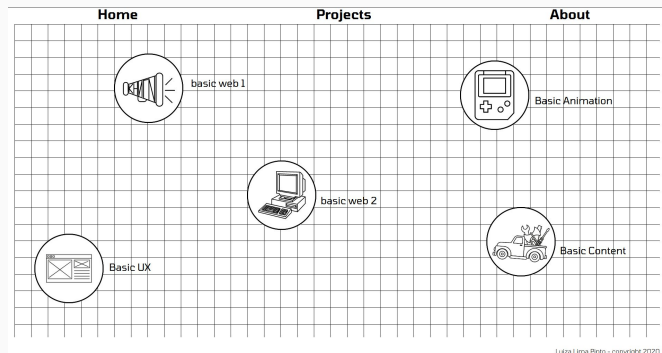 Home Projects About
basic web 1
Basic Animation
basic web 2
Basic UX
Basic Content
Luiza Lima Pinto - copyright 2020